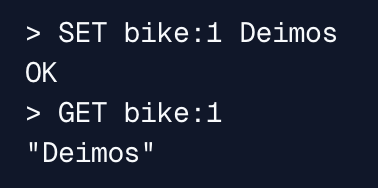 > SET bike:1 Deimos
OK
> GET bike:1
"Deimos"